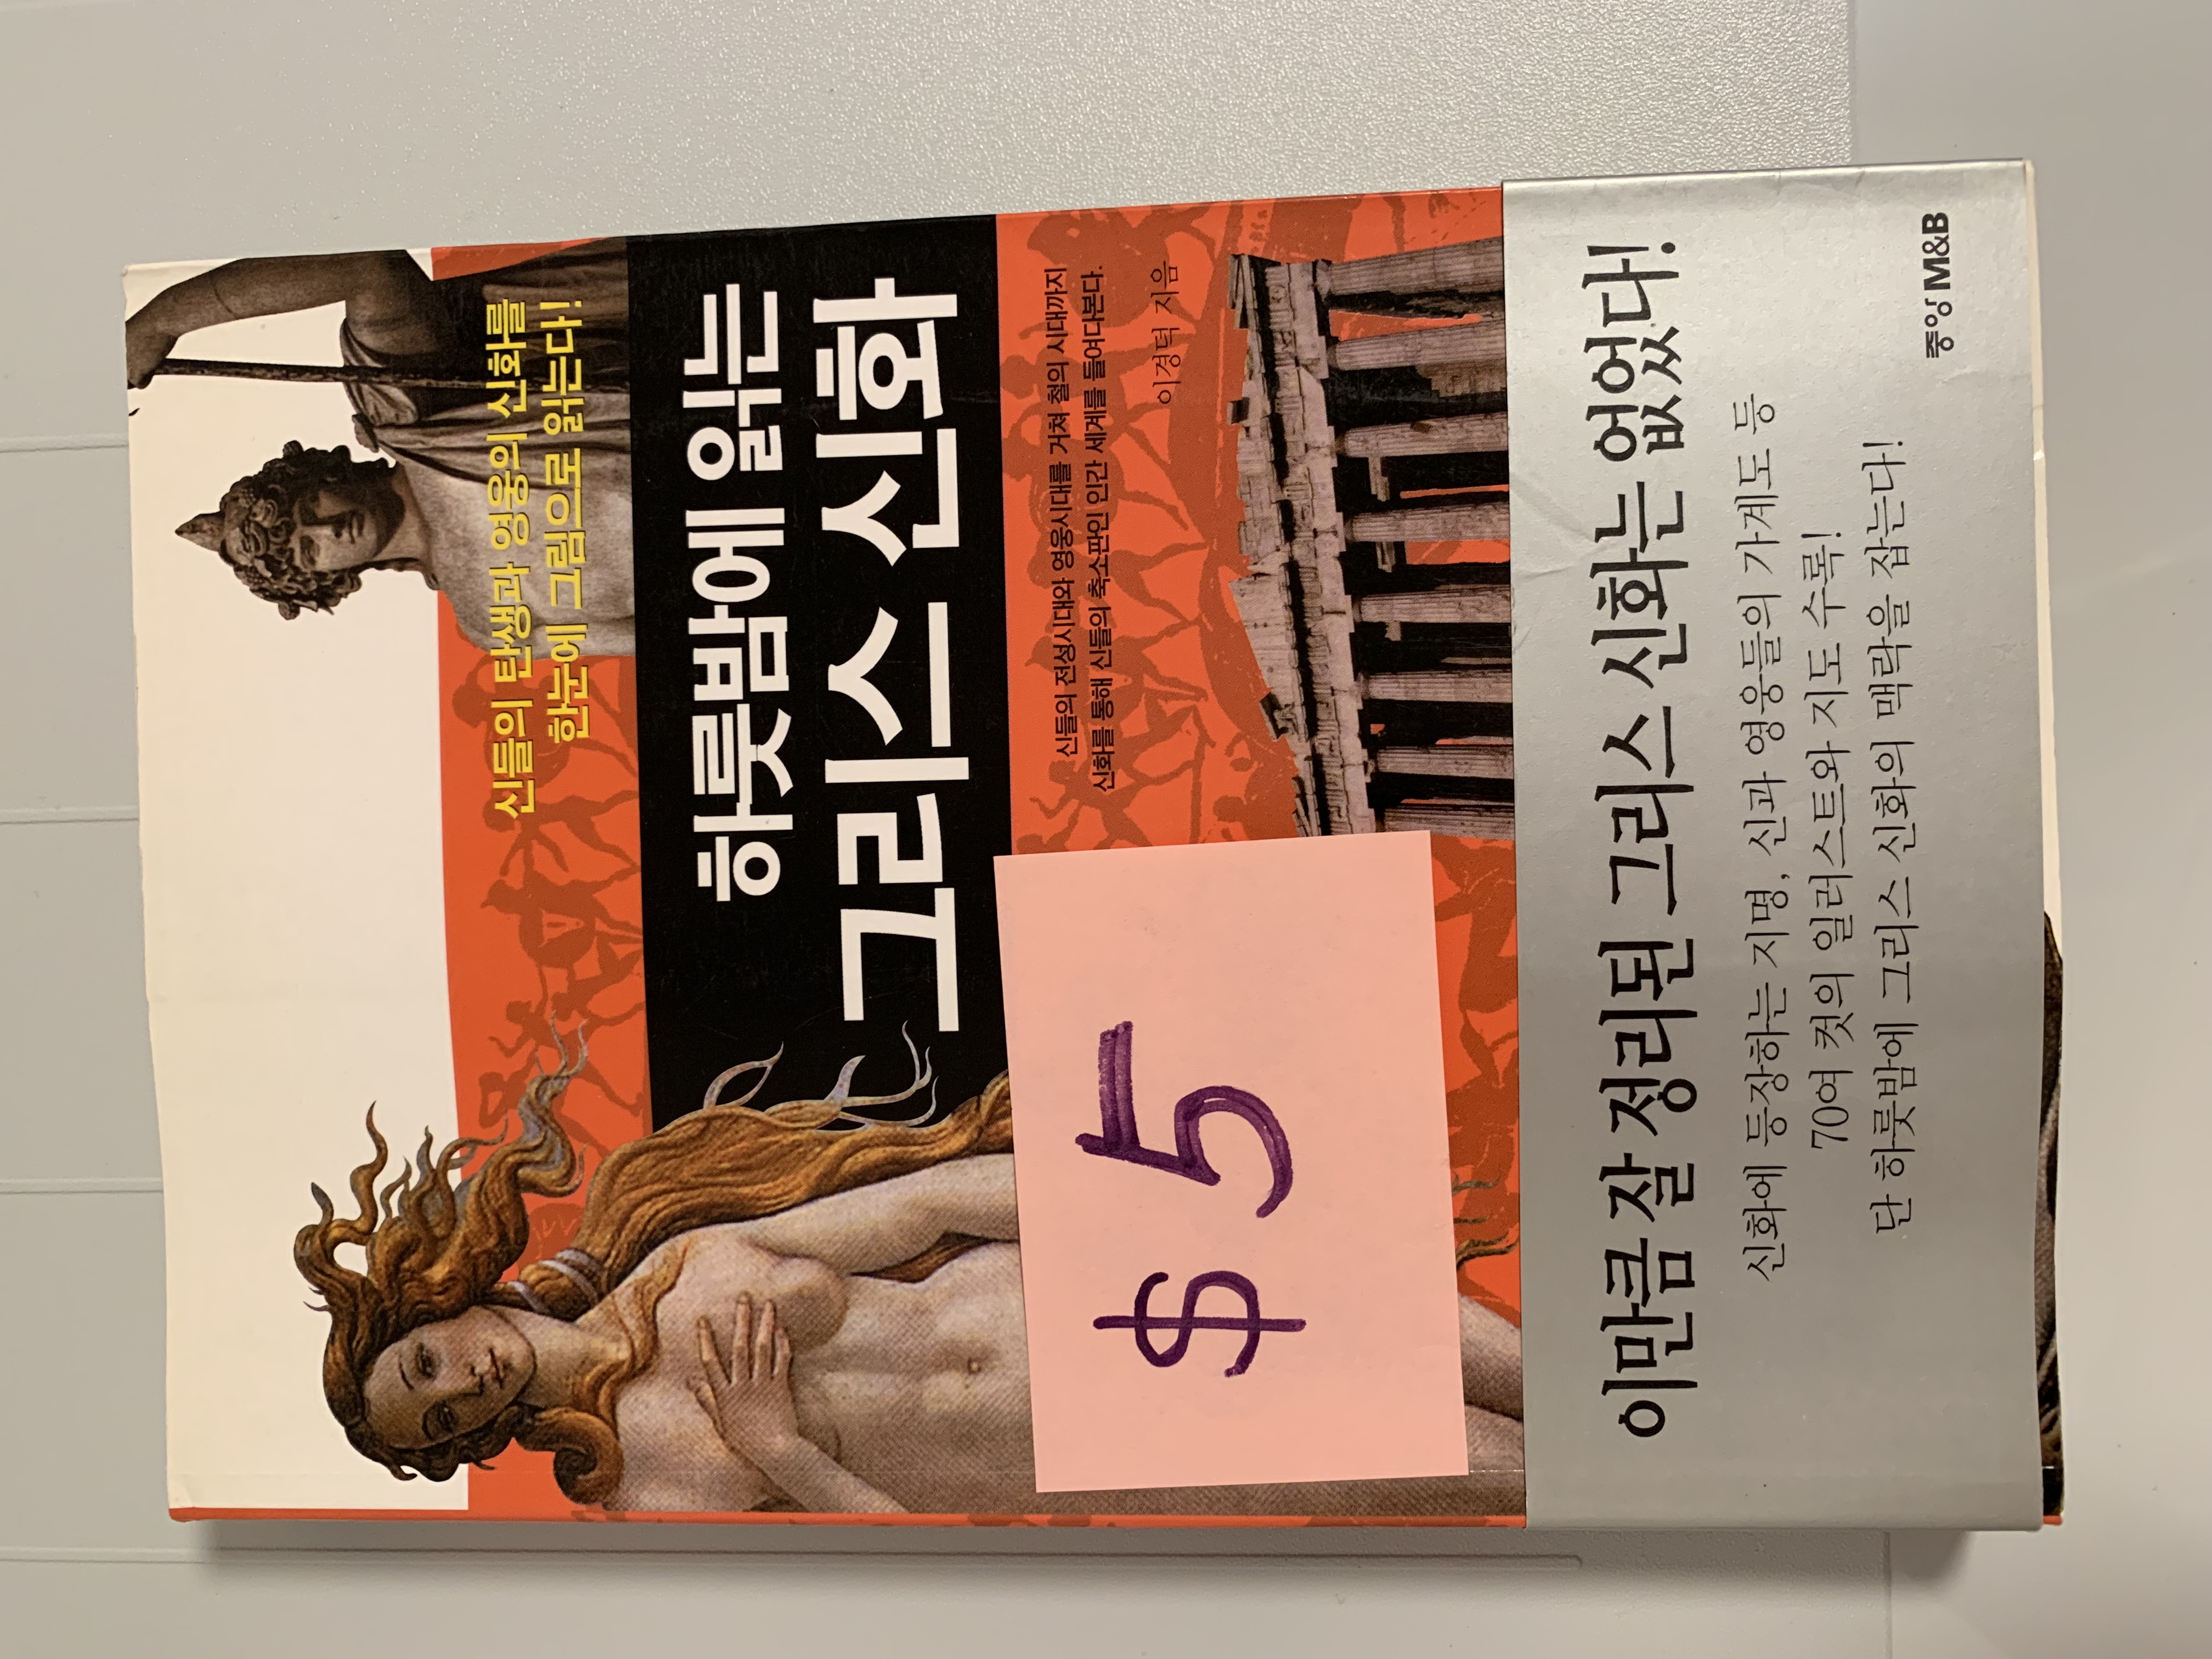 신들의 탄생과 영웅의 신화를
한눈에 그림으로 읽는다!
하룻밤에 읽는
그리스 신화
신들의 전성시대와 영웅시대를 거쳐 철의 시대까지
신화를 통해 신들의 축소판인 인간 세계를 들여다본다.
이경덕 지음
$5
이만큼 잘 정리된 그리스 신화는 없었다!
신화에 등장하는 지명, 신과 영웅들의 가계도 등
70여 컷의 일러스트와 지도 수록!
단 하룻밤에 그리스 신화의 맥락을 잡는다!
중앙M&B